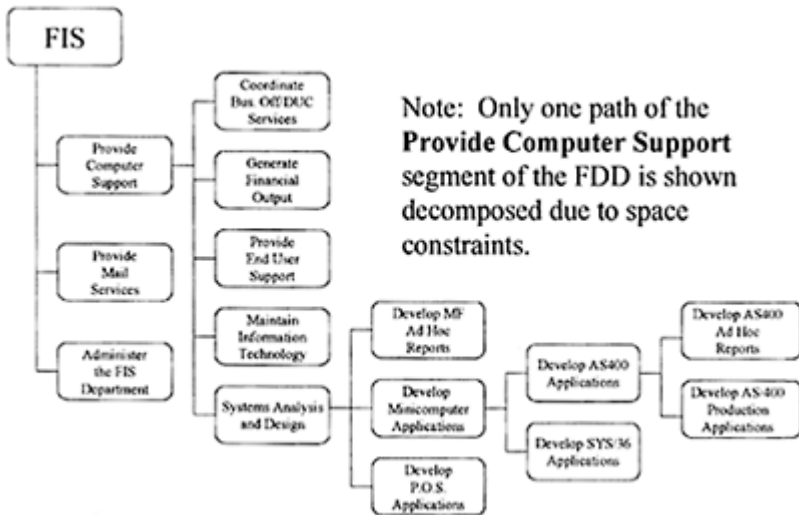 FIS
Provide
Computer
Support
Provide
Mail
Services
Administer
the FIS
Department
Coordinate
Bus. Off/DUC
Services
Generate
Financial
Output
Provide
End User
Support
Maintain
Information
Technology
Systems Analysis
and Design
Develop MF
Ad Hoc
Reports
Develop
Minicomputer
Applications
Develop
P.O.S.
Applications
Develop AS400
Applications
Develop SYS/36
Applications
Develop AS400
Ad Hoc
Reports
Develop AS/400
Production
Applications
Note: Only one path of the
Provide Computer Support
segment of the FDD is shown
decomposed due to space
constraints.